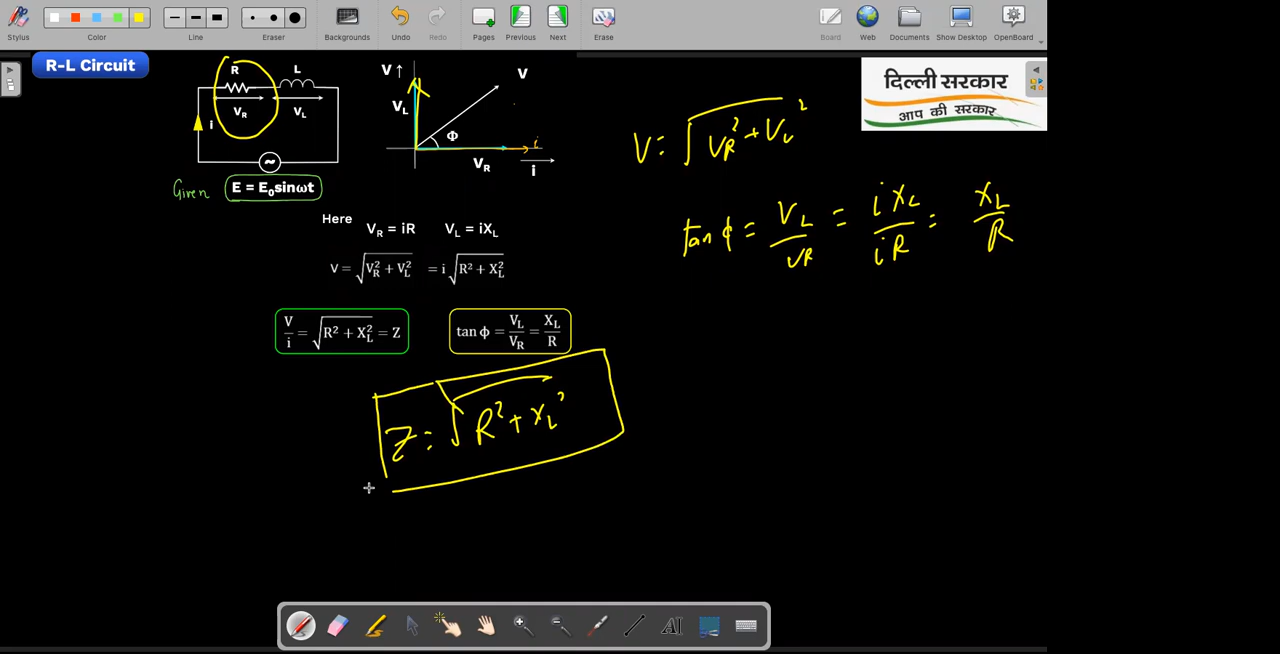 Stylus Color Line Eraser Backgrounds Undo Redo Pages Previous Next Erase Board Web Documents Show Desktop OpenBoard
R-L Circuit
R L
V_R V_L
i
Given E = E₀sinωt
V ↑ V
V_L
Φ
i
V_R
i
दिल्ली सरकार
आप की सरकार
V = √(V_R² + V_L²)
tan ϕ = V_L/V_R = i X_L/i R = X_L/R
Here
V_R = iR V_L = iX_L
V = √(V_R² + V_L²) = i√(R² + X_L²)
V/i = √(R² + X_L²) = Z tan ϕ = V_L/V_R = X_L/R
Z = √(R² + X_L²)
AI